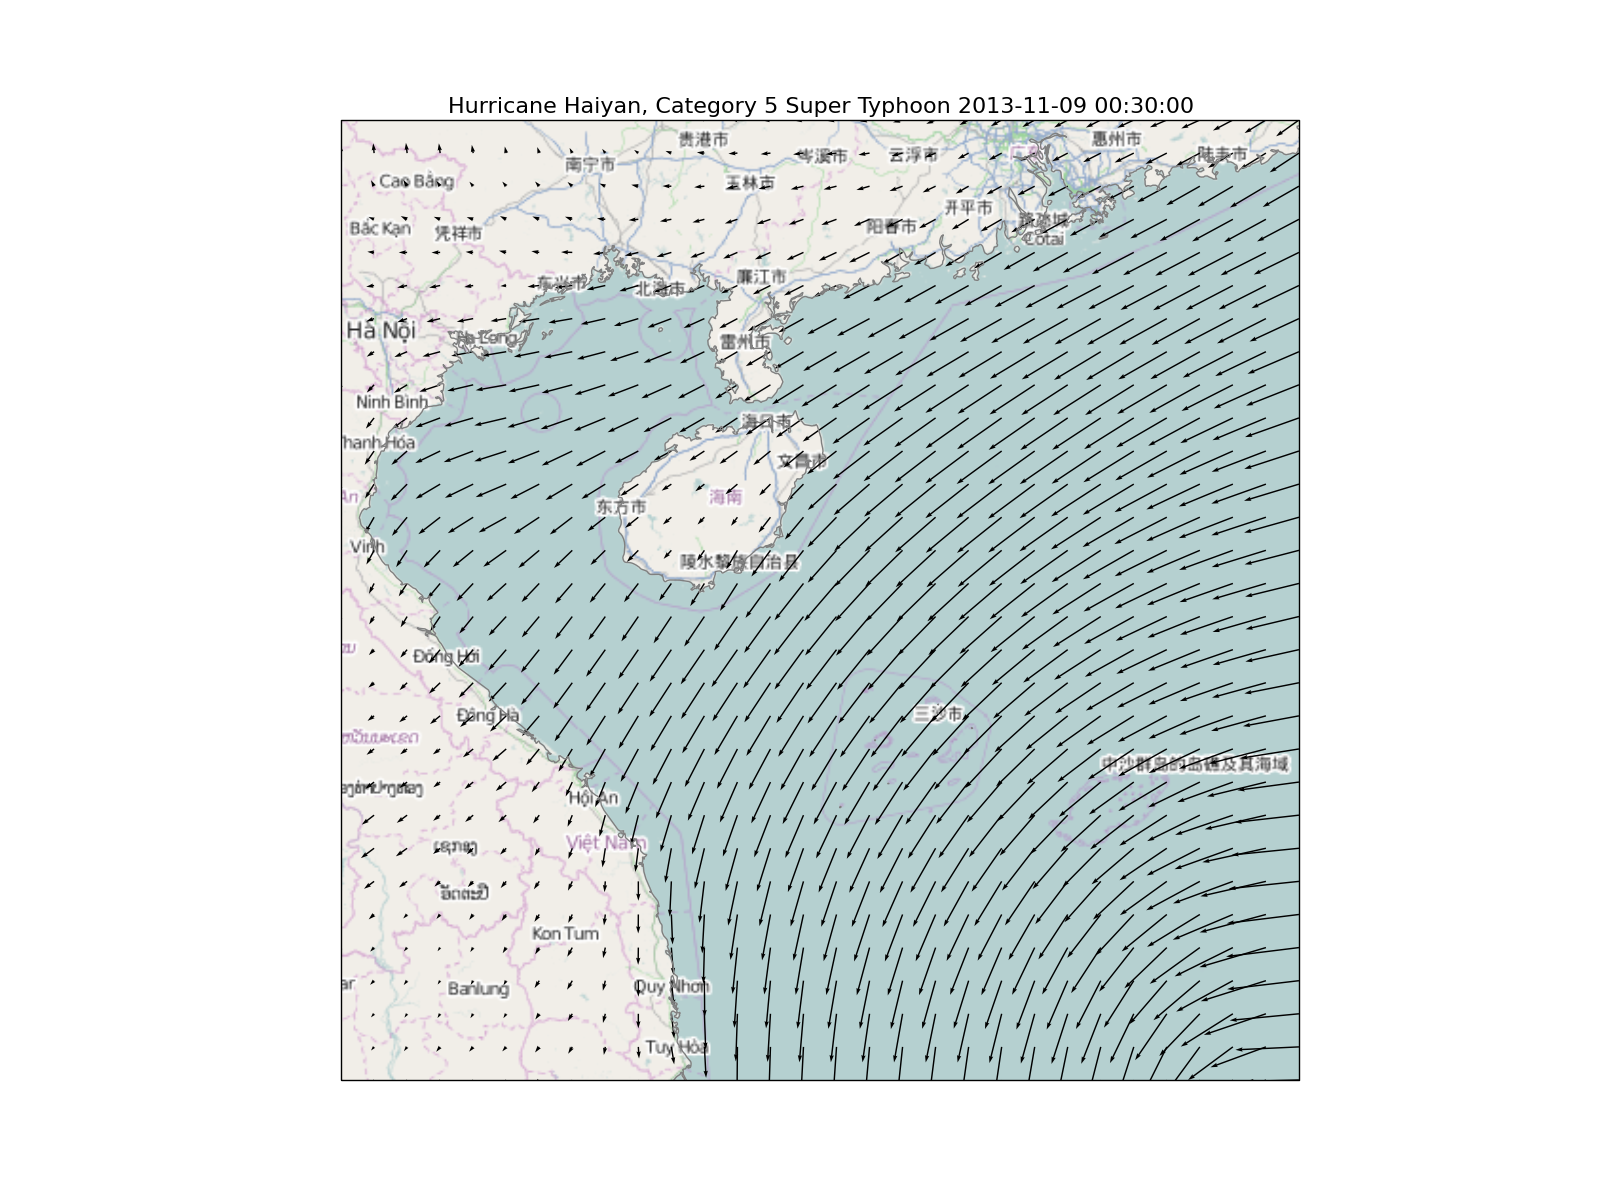 Hurricane Haiyan, Category 5 Super Typhoon 2013-11-09 00:30:00
贵港市
惠州市
岑溪市
云浮市
陆丰市
南宁市
Cao Bằng
玉林市
开平市
Bắc Kạn
凭祥市
阳春市
路氹城
Cotai
廉江市
东兴市
北海市
Hà Nội
Hạ Long
雷州市
Ninh Bình
海口市
Thanh Hóa
文昌市
海南
东方市
Vinh
陵水黎族自治县
Đồng Hới
Đông Hà
三沙市
中沙群岛的岛礁及其海域
Hội An
Việt Nam
Kon Tum
Quy Nhơn
Banlung
Tuy Hòa